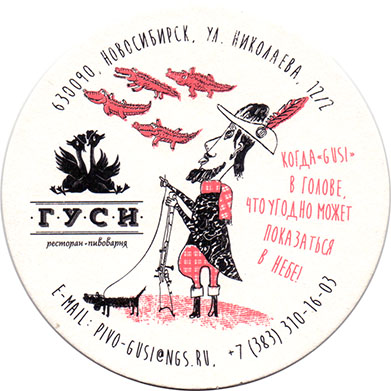 630090, НОВОСИБИРСК, УЛ. НИКОЛАЕВА, 12/2
КОГДА «GUSI»
В ГОЛОВЕ,
ЧТО УГОДНО МОЖЕТ
ПОКАЗАТЬСЯ
В НЕБЕ!
·ГУСИ·
ресторан-пивоварня
E-MAIL: PIVO-GUSI@NGS.RU, +7 (383) 310-16-03